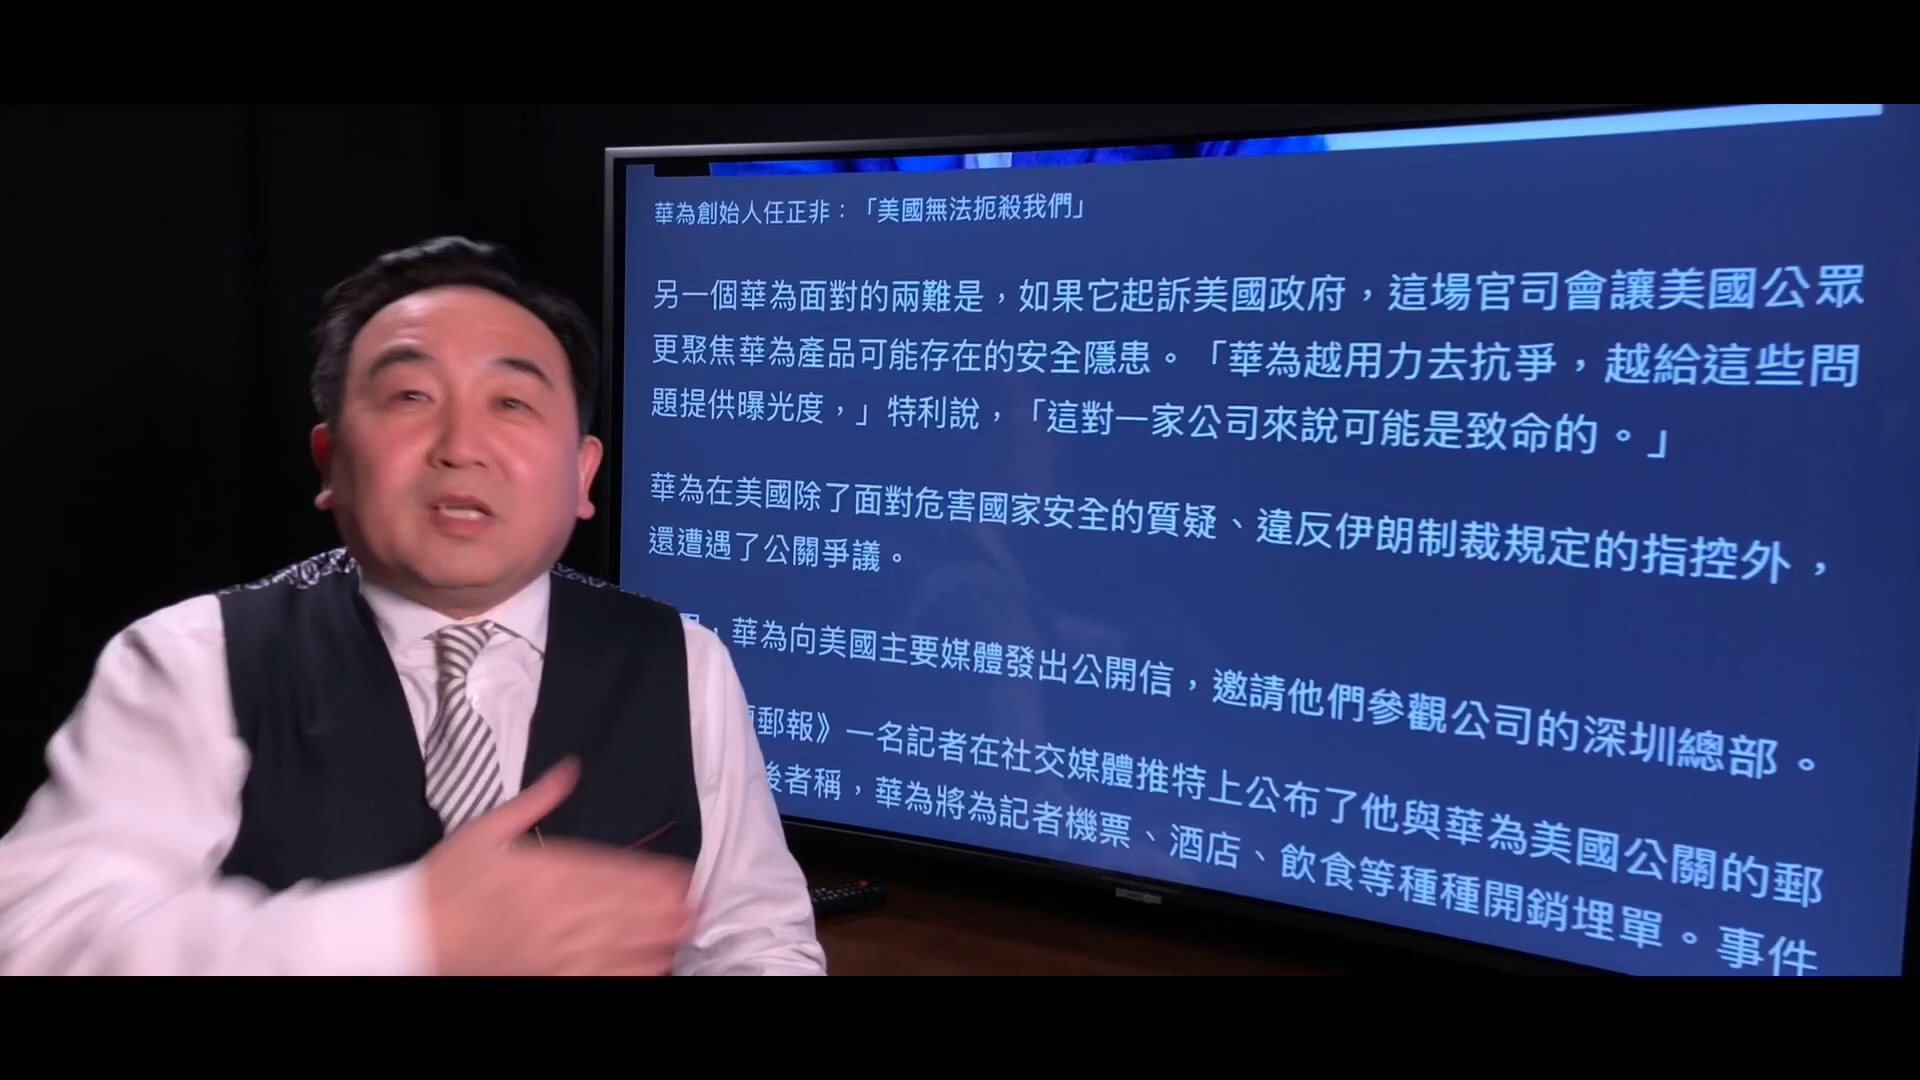 華為創始人任正非：「美國無法扼殺我們」
另一個華為面對的兩難是，如果它起訴美國政府，這場官司會讓美國公眾
更聚焦華為產品可能存在的安全隱患。「華為越用力去抗爭，越給這些問
題提供曝光度，」特利說，「這對一家公司來說可能是致命的。」
華為在美國除了面對危害國家安全的質疑、違反伊朗制裁規定的指控外，
還遭遇了公關爭議。
，華為向美國主要媒體發出公開信，邀請他們參觀公司的深圳總部。
郵報》一名記者在社交媒體推特上公布了他與華為美國公關的郵
後者稱，華為將為記者機票、酒店、飲食等種種開銷埋單。事件